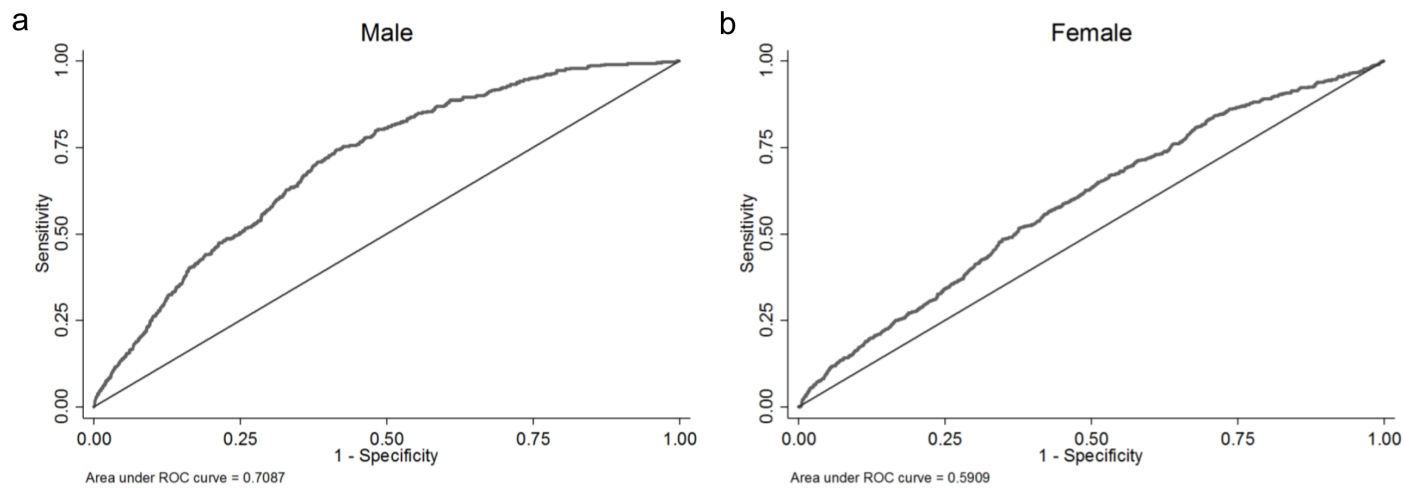 a
Male
Sensitivity
1.00
0.75
0.50
0.25
0.00
0.00 0.25 0.50 0.75 1.00
1 - Specificity
Area under ROC curve = 0.7087
b
Female
Sensitivity
1.00
0.75
0.50
0.25
0.00
0.00 0.25 0.50 0.75 1.00
1 - Specificity
Area under ROC curve = 0.5909